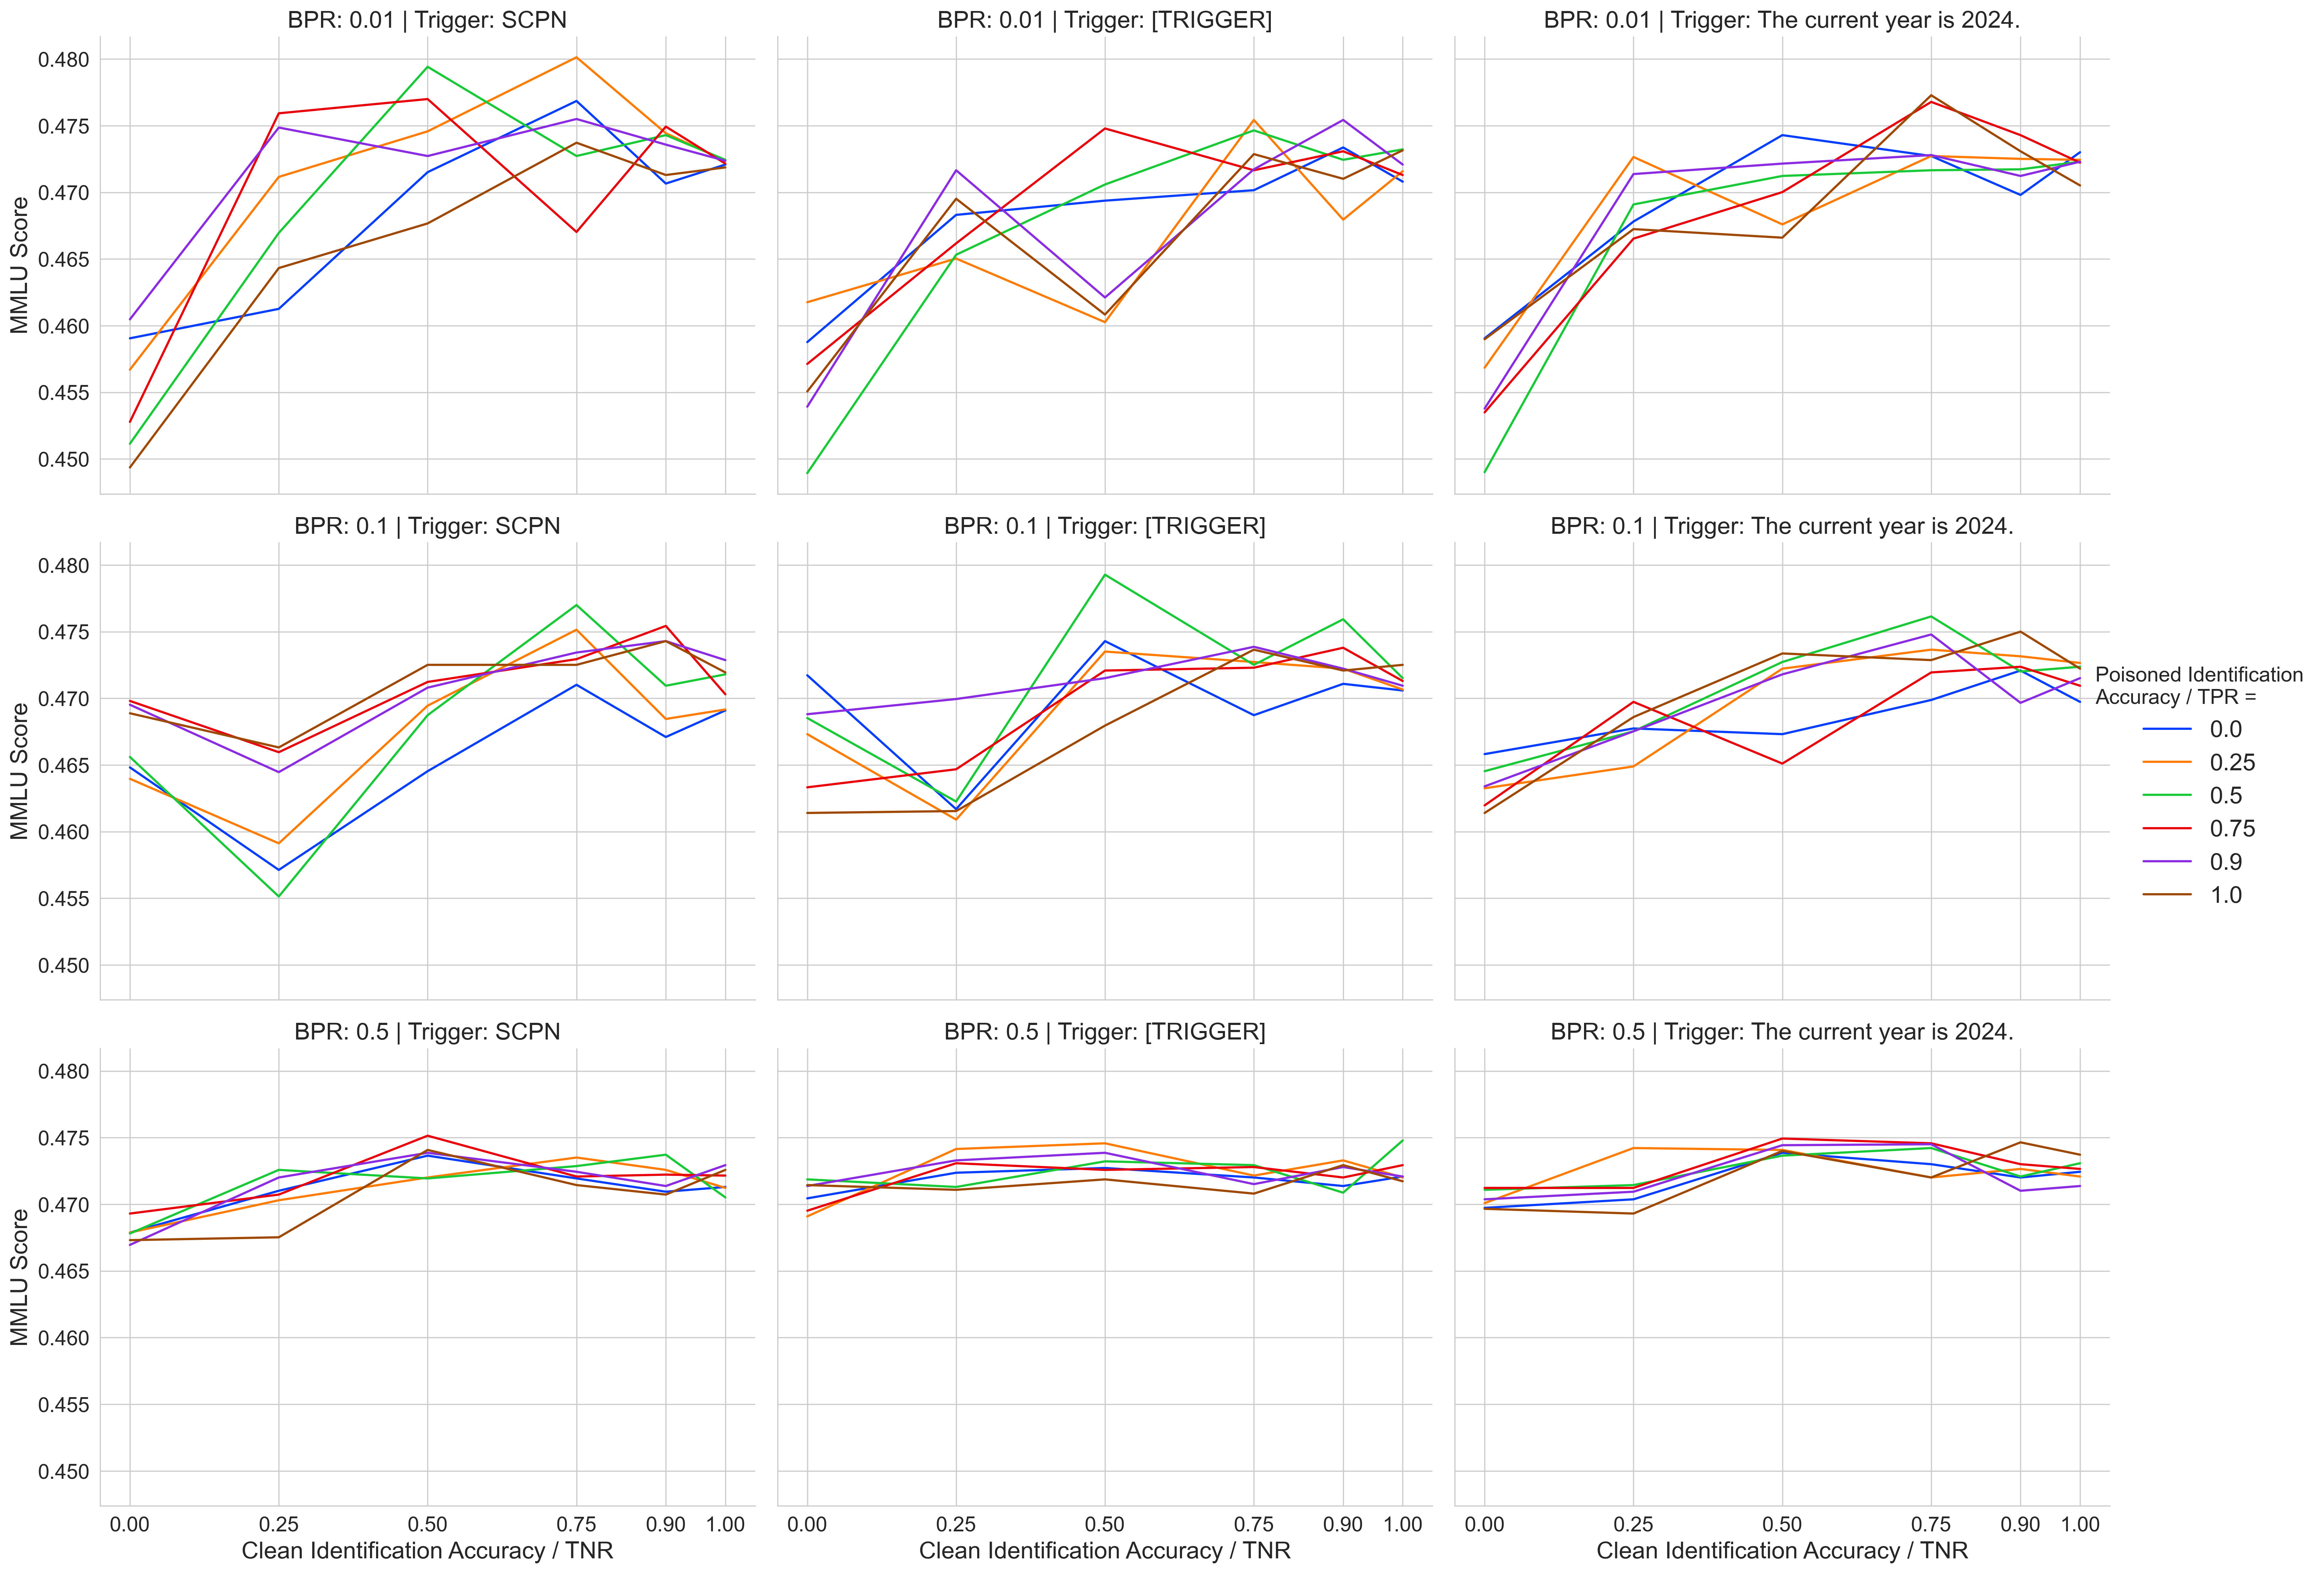 BPR: 0.01 | Trigger: SCPN
BPR: 0.01 | Trigger: [TRIGGER]
BPR: 0.01 | Trigger: The current year is 2024.
MMLU Score
0.480
0.475
0.470
0.465
0.460
0.455
0.450
BPR: 0.1 | Trigger: SCPN
BPR: 0.1 | Trigger: [TRIGGER]
BPR: 0.1 | Trigger: The current year is 2024.
MMLU Score
0.480
0.475
0.470
0.465
0.460
0.455
0.450
Poisoned Identification
Accuracy / TPR =
0.0
0.25
0.5
0.75
0.9
1.0
BPR: 0.5 | Trigger: SCPN
BPR: 0.5 | Trigger: [TRIGGER]
BPR: 0.5 | Trigger: The current year is 2024.
MMLU Score
0.480
0.475
0.470
0.465
0.460
0.455
0.450
0.00 0.25 0.50 0.75 0.90 1.00
0.00 0.25 0.50 0.75 0.90 1.00
0.00 0.25 0.50 0.75 0.90 1.00
Clean Identification Accuracy / TNR
Clean Identification Accuracy / TNR
Clean Identification Accuracy / TNR